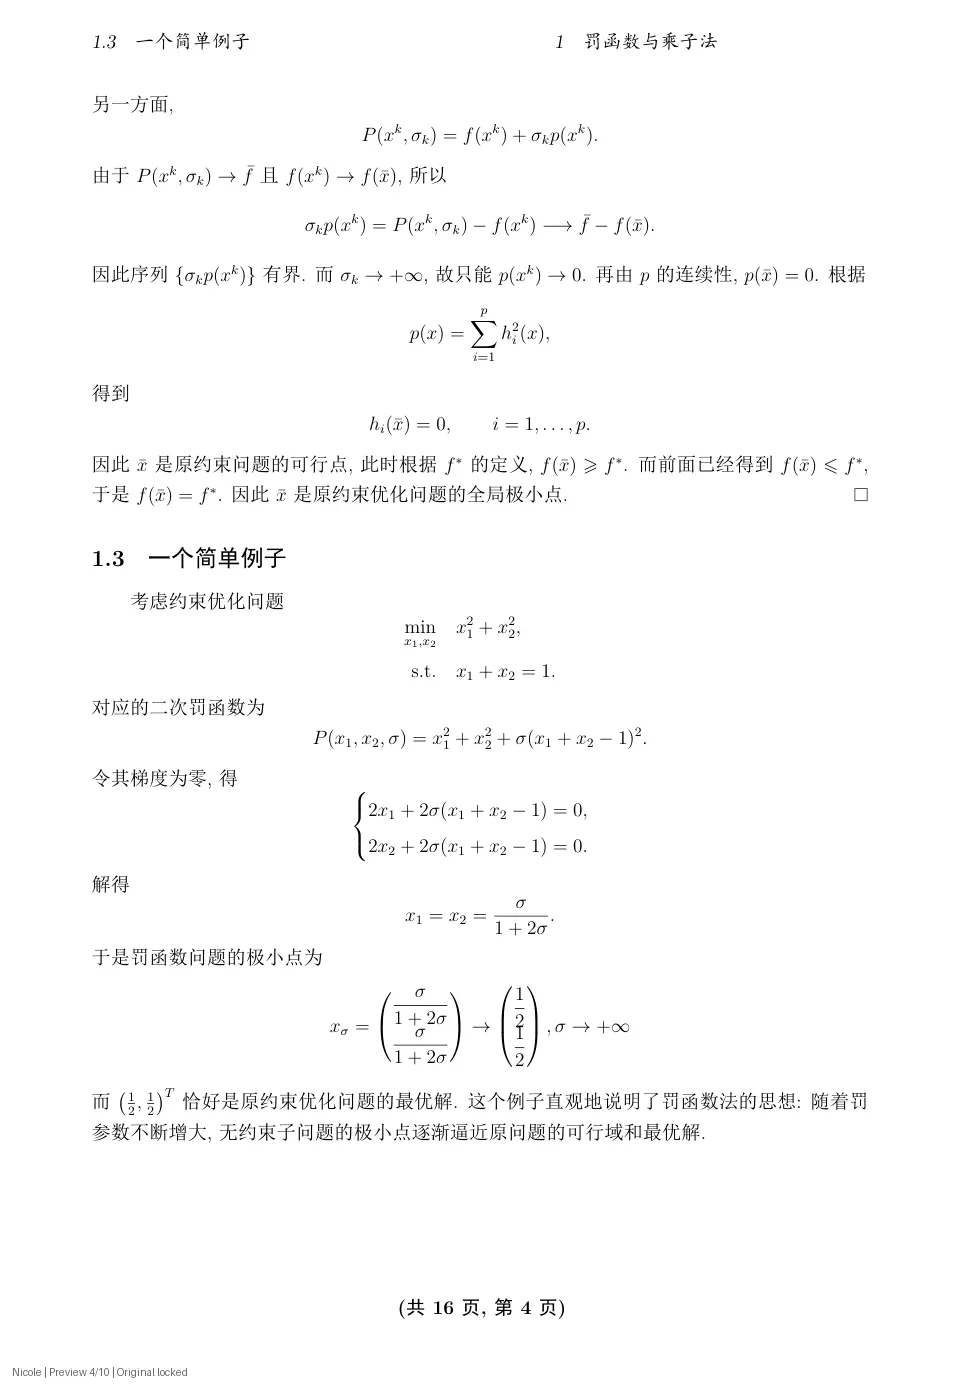 1.3 一个简单例子 1 罚函数与乘子法
另一方面,
P(x^k, σ_k) = f(x^k) + σ_k p(x^k).
由于 P(x^k, σ_k) → f̄ 且 f(x^k) → f(x̄), 所以
σ_k p(x^k) = P(x^k, σ_k) − f(x^k) ⟶ f̄ − f(x̄).
因此序列 {σ_k p(x^k)} 有界. 而 σ_k → +∞, 故只能 p(x^k) → 0. 再由 p 的连续性, p(x̄) = 0. 根据
p(x) = ∑_{i=1}^{p} h_i^2(x),
得到
h_i(x̄) = 0, i = 1, . . . , p.
因此 x̄ 是原约束问题的可行点, 此时根据 f* 的定义, f(x̄) ⩾ f*. 而前面已经得到 f(x̄) ⩽ f*,
于是 f(x̄) = f*. 因此 x̄ 是原约束优化问题的全局极小点. □
1.3 一个简单例子
考虑约束优化问题
min_{x_1,x_2} x_1^2 + x_2^2,
s.t. x_1 + x_2 = 1.
对应的二次罚函数为
P(x_1, x_2, σ) = x_1^2 + x_2^2 + σ(x_1 + x_2 − 1)^2.
令其梯度为零, 得
{ 2x_1 + 2σ(x_1 + x_2 − 1) = 0,
2x_2 + 2σ(x_1 + x_2 − 1) = 0.
解得
x_1 = x_2 = σ/(1 + 2σ).
于是罚函数问题的极小点为
x_σ = (σ/(1 + 2σ), σ/(1 + 2σ)) → (1/2, 1/2), σ → +∞
而 (1/2, 1/2)^T 恰好是原约束优化问题的最优解. 这个例子直观地说明了罚函数法的思想: 随着罚
参数不断增大, 无约束子问题的极小点逐渐逼近原问题的可行域和最优解.
(共 16 页, 第 4 页)
Nicole | Preview 4/10 | Original locked